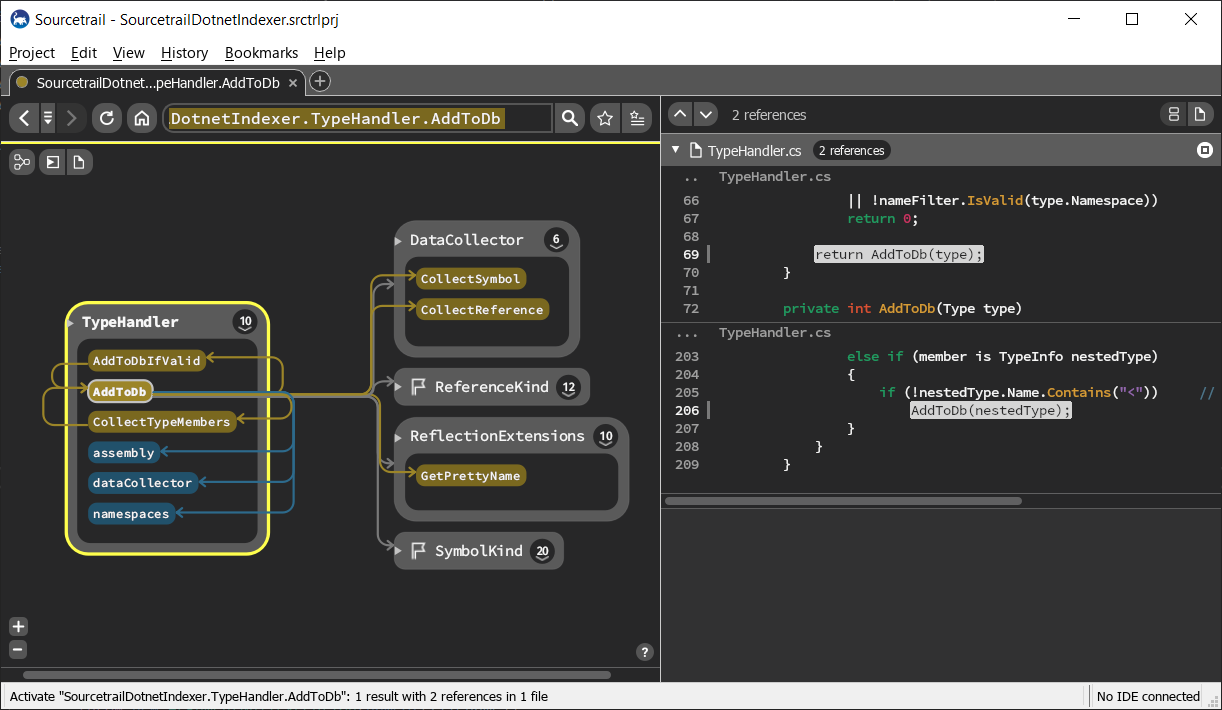 Sourcetrail - SourcetrailDotnetIndexer.srctrlprj
Project Edit View History Bookmarks Help
SourcetrailDotnet...peHandler.AddToDb
DotnetIndexer.TypeHandler.AddToDb
TypeHandler 10
AddToDbIfValid
AddToDb
CollectTypeMembers
assembly
dataCollector
namespaces
DataCollector 6
CollectSymbol
CollectReference
ReferenceKind 12
ReflectionExtensions 10
GetPrettyName
SymbolKind 20
?
2 references
TypeHandler.cs 2 references
.. TypeHandler.cs
66 || !nameFilter.IsValid(type.Namespace))
67 return 0;
68
69 return AddToDb(type);
70 }
71
72 private int AddToDb(Type type)
... TypeHandler.cs
203 else if (member is TypeInfo nestedType)
204 {
205 if (!nestedType.Name.Contains("<")) //
206 AddToDb(nestedType);
207 }
208 }
209 }
Activate "SourcetrailDotnetIndexer.TypeHandler.AddToDb": 1 result with 2 references in 1 file
No IDE connected